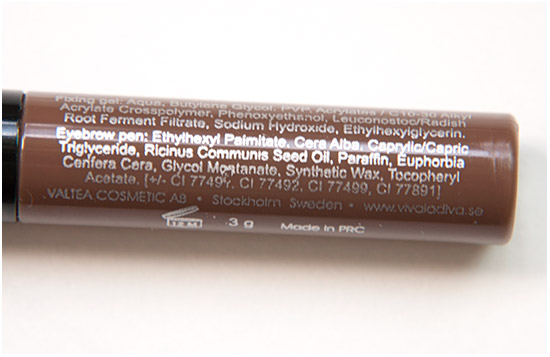 Fixing gel: Aqua, Butylene Glycol, PVP, Acrylates / C10-30 Alkyl
Acrylate Crosspolymer, Phenoxyethanol, Leuconostoc/Radish
Root Ferment Filtrate, Sodium Hydroxide, Ethylhexylglycerin.
Eyebrow pen: Ethylhexyl Palmitate, Cera Alba, Caprylic/Capric
Triglyceride, Ricinus Communis Seed Oil, Paraffin, Euphorbia
Cerifera Cera, Glycol Montanate, Synthetic Wax, Tocopheryl
Acetate, [+/- CI 77491, CI 77492, CI 77499, CI 77891]
VALTEA COSMETIC AB • Stockholm Sweden • www.vivaladiva.se
12 M 3 g Made in PRC